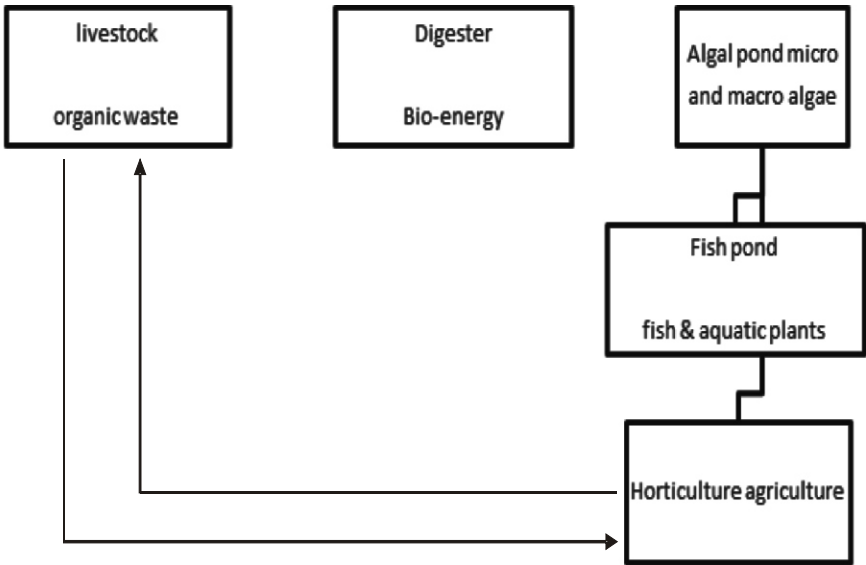 livestock
organic waste
Digester
Bio-energy
Algal pond micro
and macro algae
Fish pond
fish & aquatic plants
Horticulture agriculture